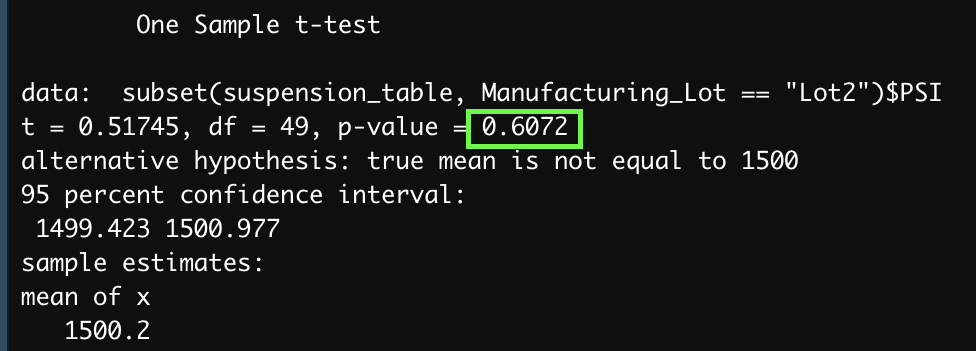 One Sample t-test
data:  subset(suspension_table, Manufacturing_Lot == "Lot2")$PSI
t = 0.51745, df = 49, p-value = 0.6072
alternative hypothesis: true mean is not equal to 1500
95 percent confidence interval:
1499.423 1500.977
sample estimates:
mean of x
1500.2